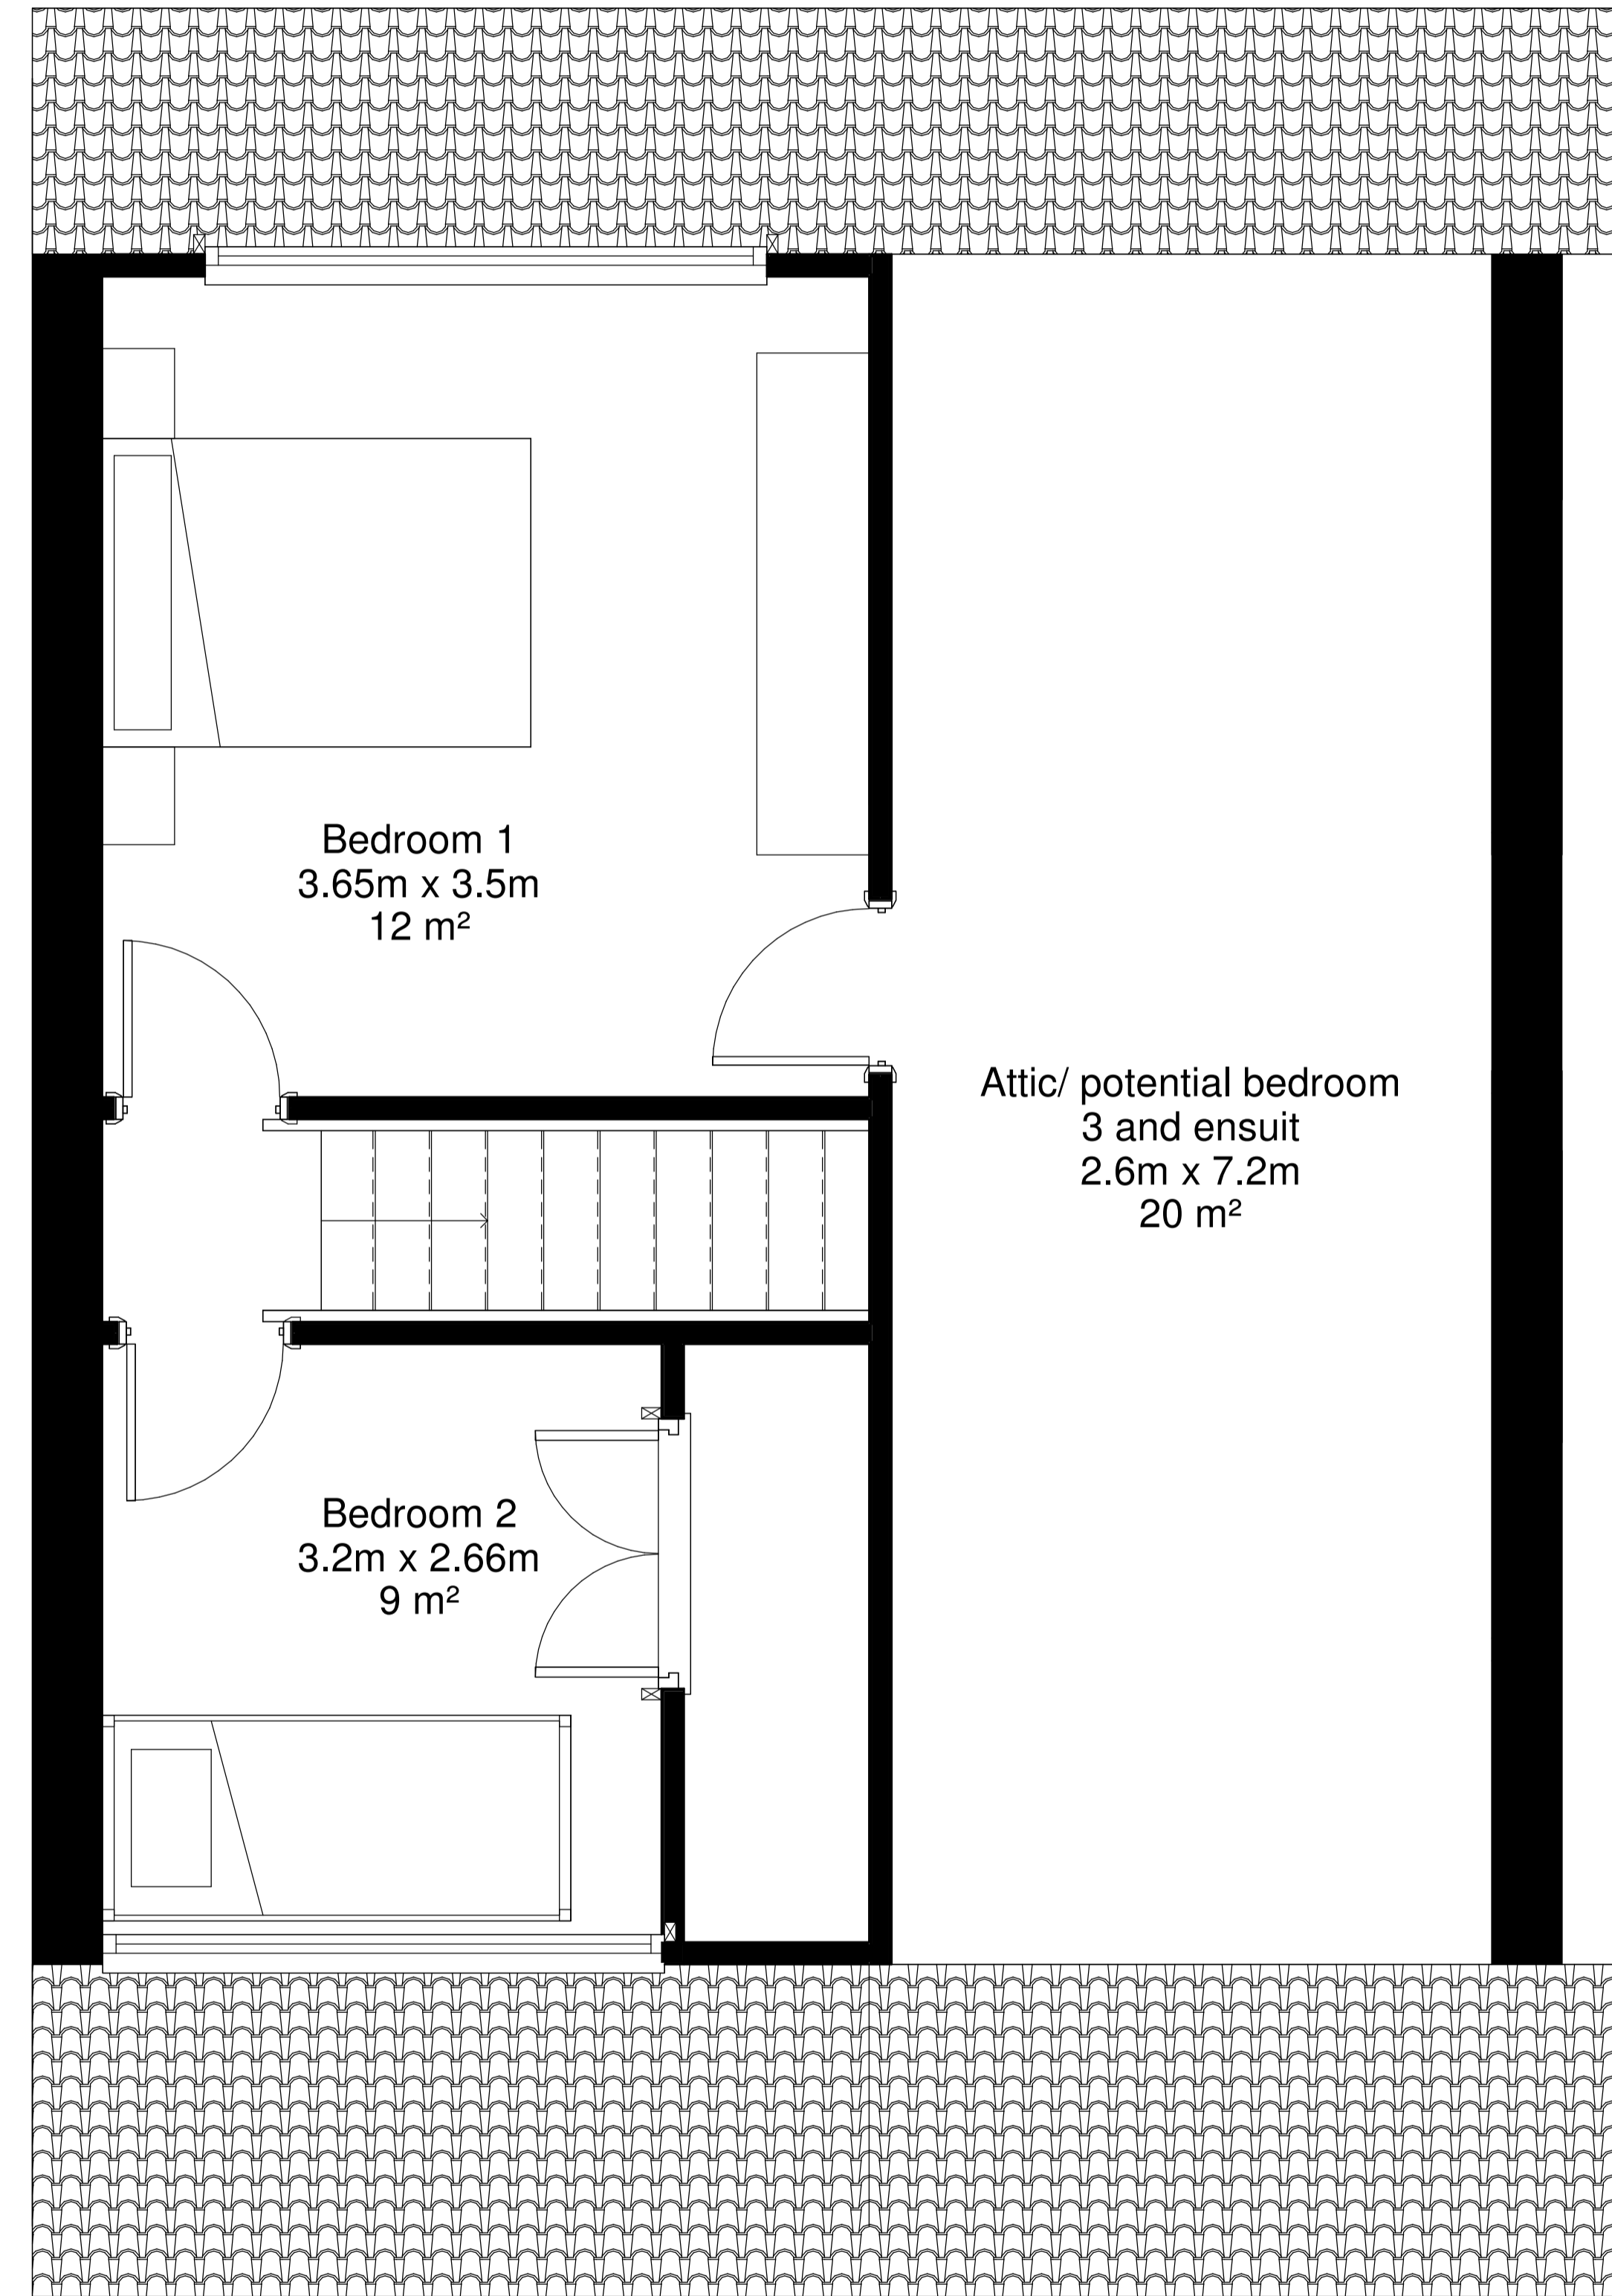 Bedroom 1
3.65m x 3.5m
12 m²
Attic/ potential bedroom
3 and ensuit
2.6m x 7.2m
20 m²
Bedroom 2
3.2m x 2.66m
9 m²